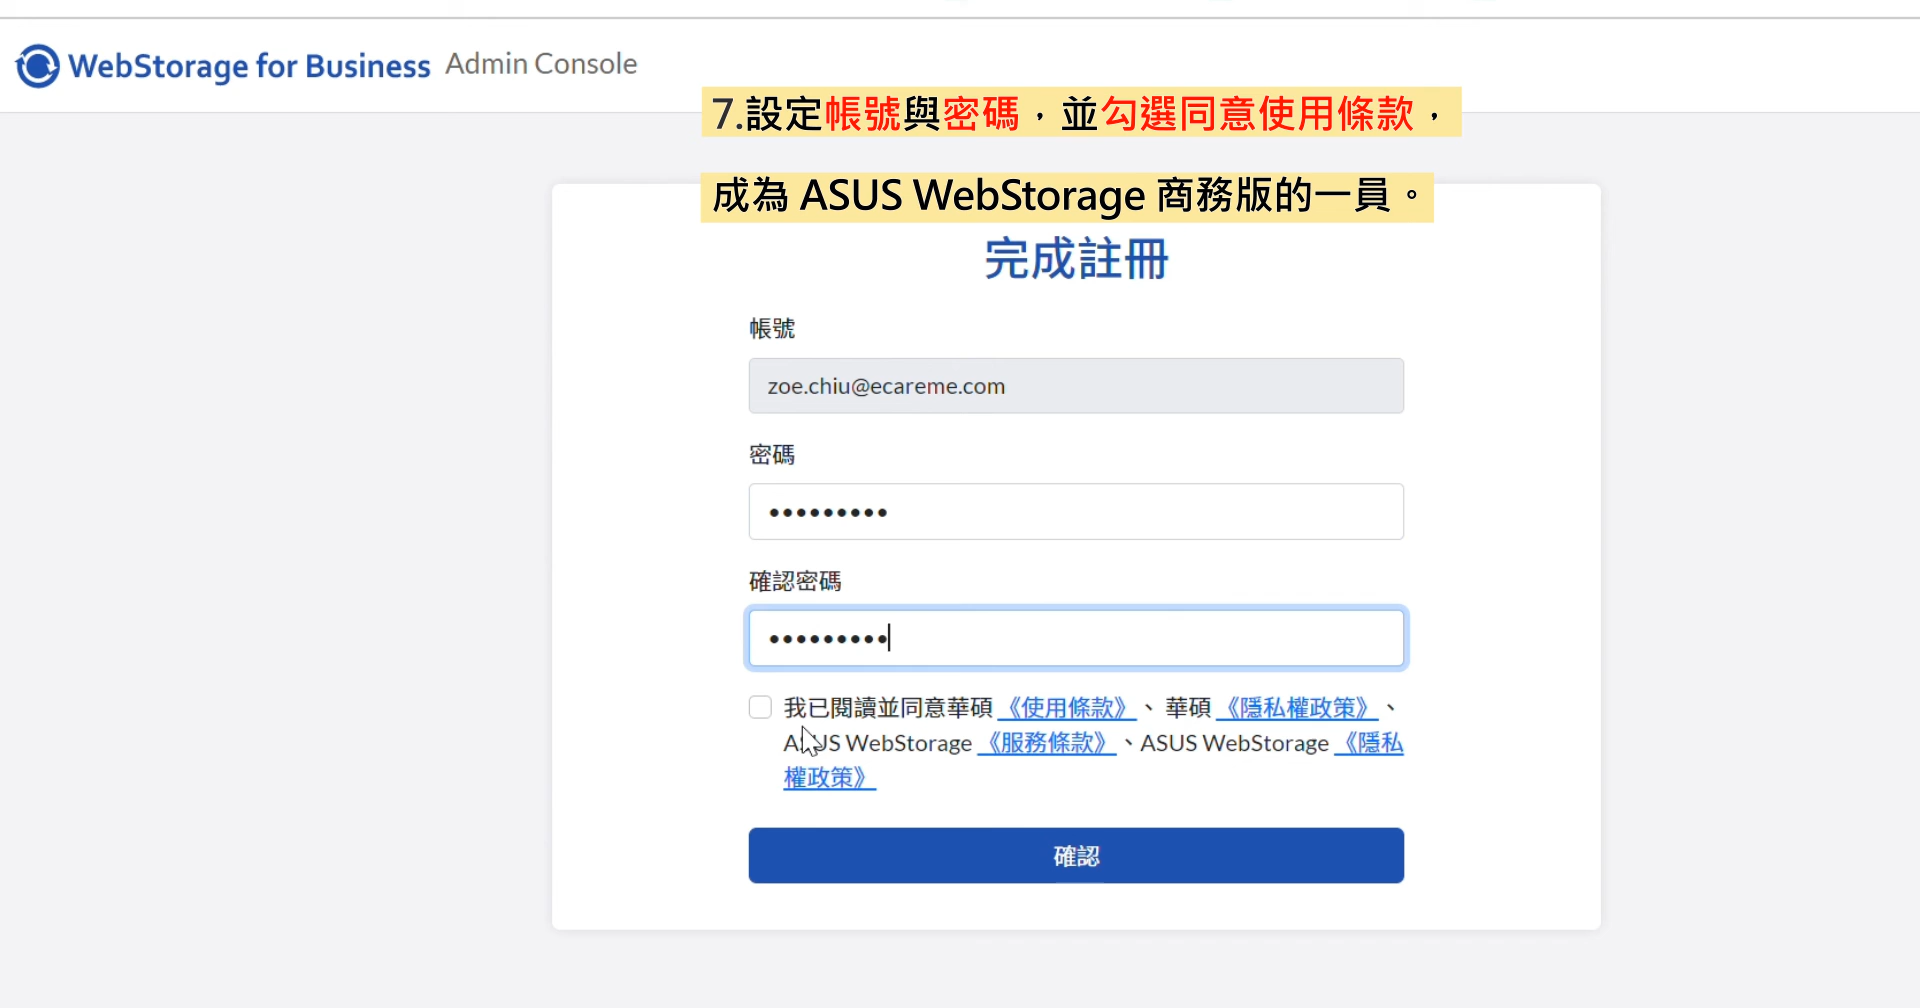 WebStorage for Business Admin Console
7.設定帳號與密碼，並勾選同意使用條款，
成為 ASUS WebStorage 商務版的一員。
完成註冊
帳號
zoe.chiu@ecareme.com
密碼
•••••••••
確認密碼
•••••••••
我已閱讀並同意華碩《使用條款》、 華碩《隱私權政策》、
ASUS WebStorage《服務條款》、ASUS WebStorage《隱私
權政策》
確認